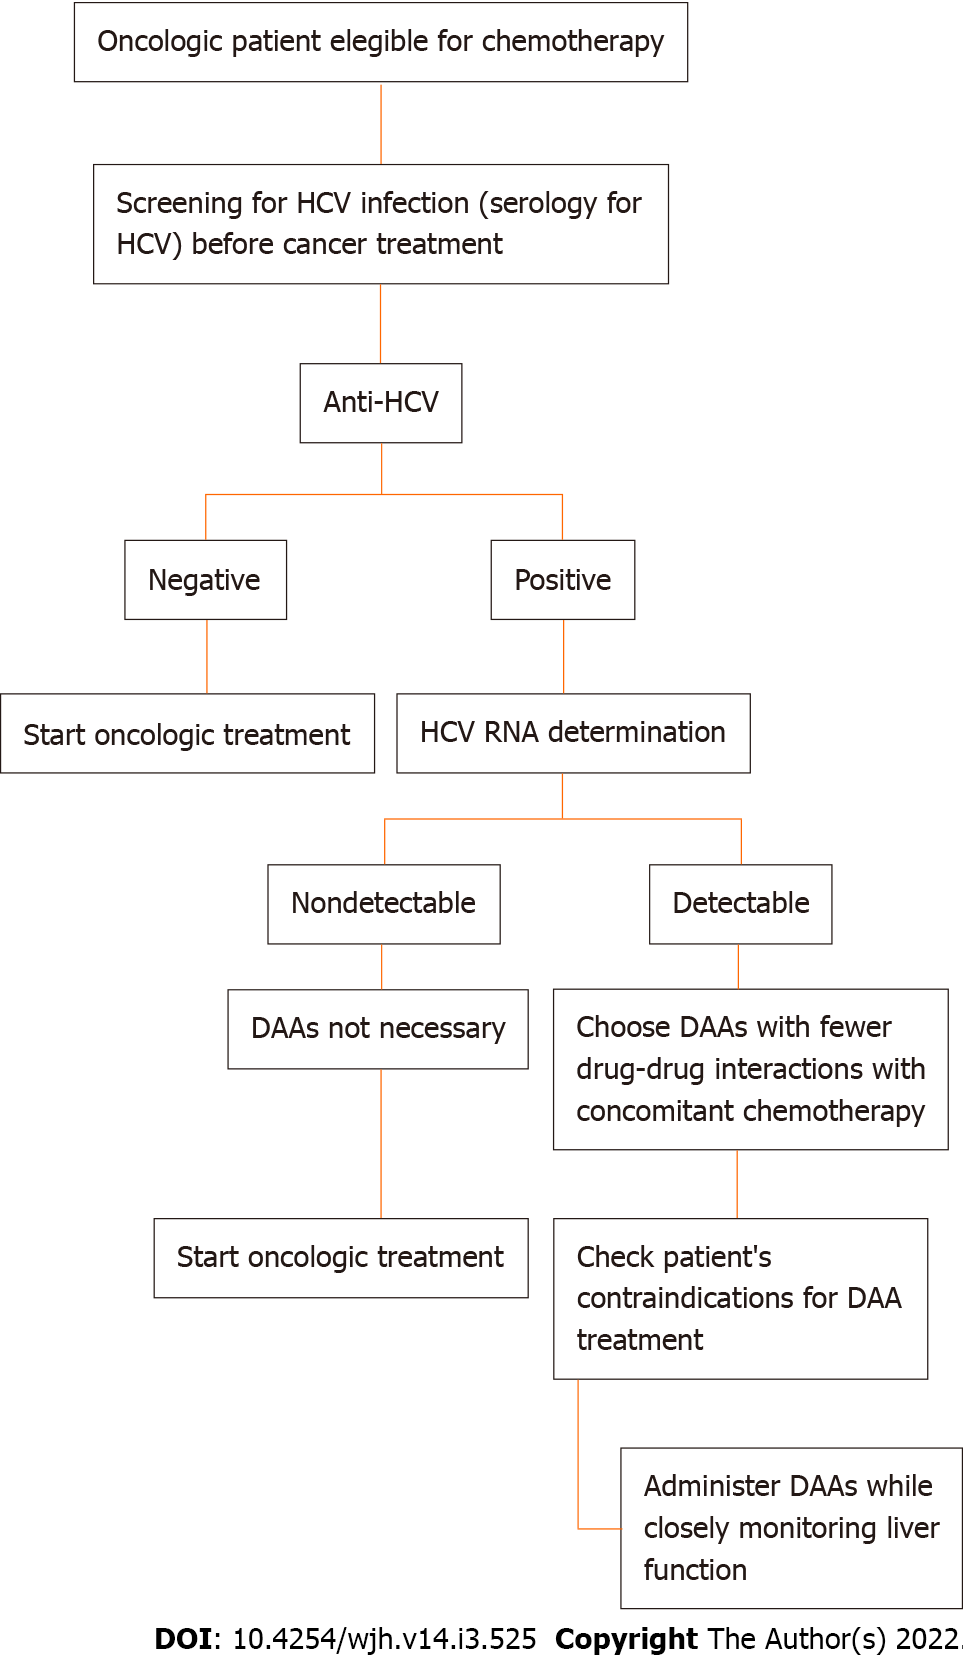 Oncologic patient elegible for chemotherapy
Screening for HCV infection (serology for
HCV) before cancer treatment
Anti-HCV
Negative
Positive
Start oncologic treatment
HCV RNA determination
Nondetectable
Detectable
DAAs not necessary
Choose DAAs with fewer
drug-drug interactions with
concomitant chemotherapy
Start oncologic treatment
Check patient's
contraindications for DAA
treatment
Administer DAAs while
closely monitoring liver
function
DOI: 10.4254/wjh.v14.i3.525 Copyright The Author(s) 2022.